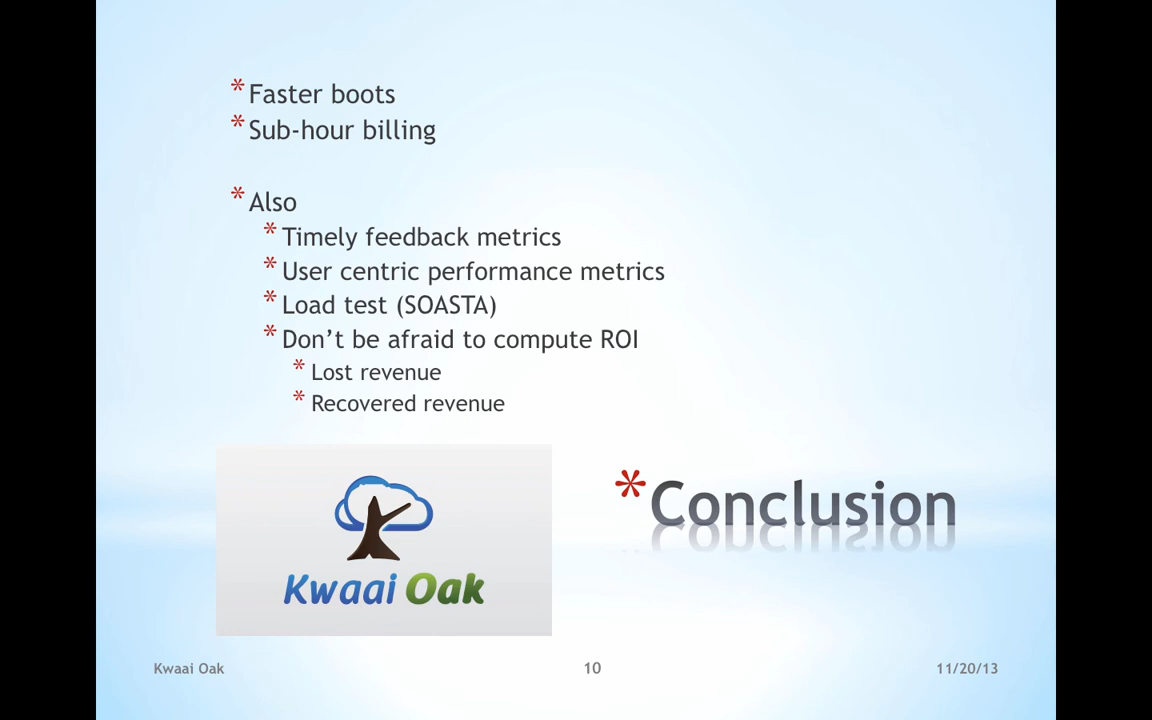 * Faster boots
* Sub-hour billing
* Also
* Timely feedback metrics
* User centric performance metrics
* Load test (SOASTA)
* Don’t be afraid to compute ROI
* Lost revenue
* Recovered revenue
Kwaai Oak
* Conclusion
Kwaai Oak
10
11/20/13